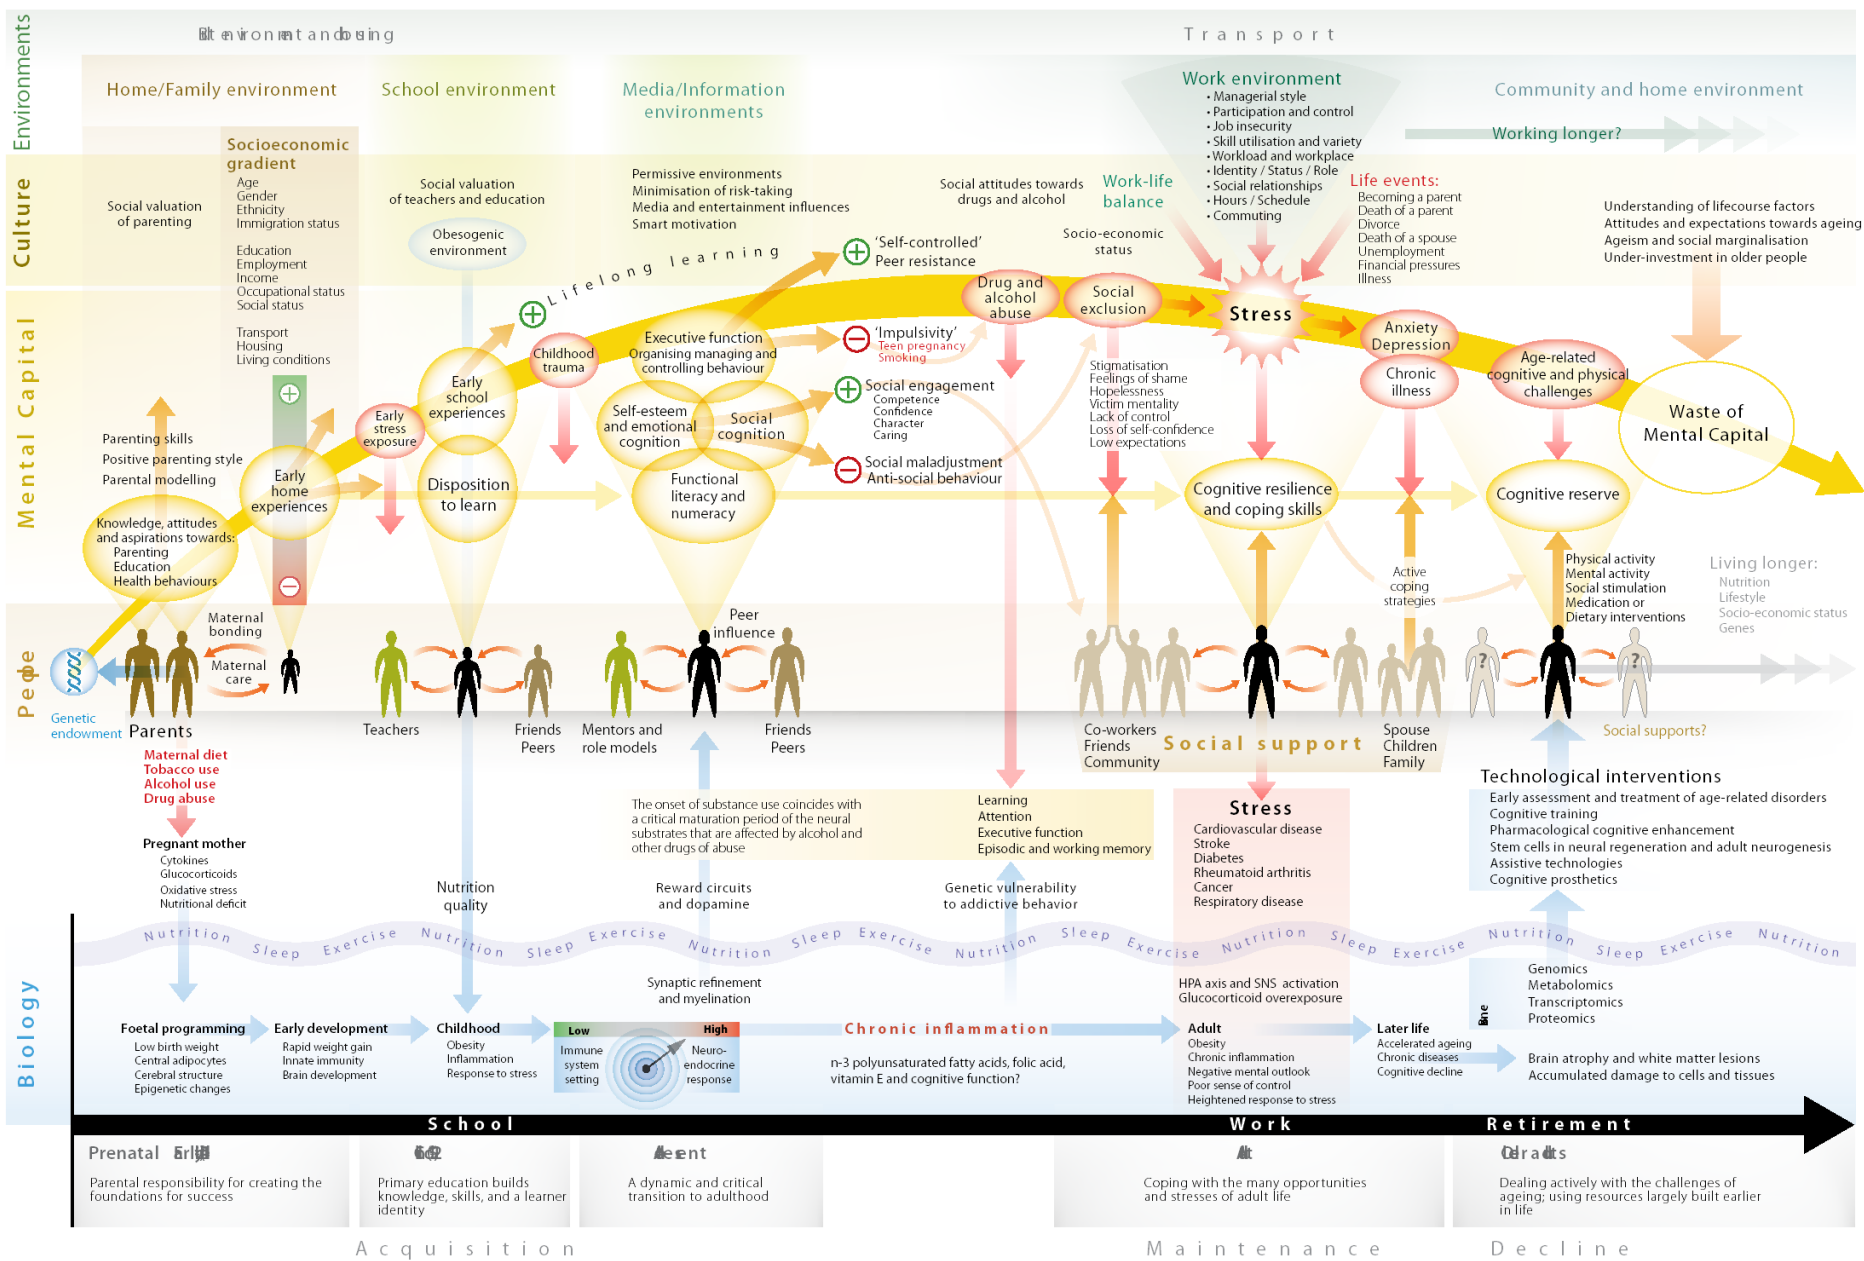 Environments
Transport
Home/Family environment
School environment
Media/Information
environments
Work environment
• Managerial style
• Participation and control
• Job insecurity
• Skill utilisation and variety
• Workload and workplace
• Identity / Status / Role
• Social relationships
• Hours / Schedule
• Commuting
Community and home environment
Working longer?
Culture
Social valuation
of parenting
Socioeconomic
gradient
Age
Gender
Ethnicity
Immigration status
Education
Employment
Income
Occupational status
Social status
Transport
Housing
Living conditions
Social valuation
of teachers and education
Obesogenic
environment
Permissive environments
Minimisation of risk-taking
Media and entertainment influences
Smart motivation
Social attitudes towards
drugs and alcohol
Work-life
balance
Socio-economic
status
Life events:
Becoming a parent
Death of a parent
Divorce
Death of a spouse
Unemployment
Financial pressures
Illness
Understanding of lifecourse factors
Attitudes and expectations towards ageing
Ageism and social marginalisation
Under-investment in older people
Mental Capital
Lifelong learning
Parenting skills
Positive parenting style
Parental modelling
Knowledge, attitudes
and aspirations towards:
Parenting
Education
Health behaviours
+
−
Early
home
experiences
Early
stress
exposure
Early
school
experiences
Disposition
to learn
+
Childhood
trauma
Executive function
Organising managing and
controlling behaviour
Self-esteem
and emotional
cognition
Social
cognition
Functional
literacy and
numeracy
+
'Self-controlled'
Peer resistance
−
'Impulsivity'
Teen pregnancy
Smoking
+
Social engagement
Competence
Confidence
Character
Caring
−
Social maladjustment
Anti-social behaviour
Drug and
alcohol
abuse
Social
exclusion
Stigmatisation
Feelings of shame
Hopelessness
Victim mentality
Lack of control
Loss of self-confidence
Low expectations
Stress
Cognitive resilience
and coping skills
Anxiety
Depression
Chronic
illness
Active
coping
strategies
Age-related
cognitive and physical
challenges
Cognitive reserve
Waste of
Mental Capital
Physical activity
Mental activity
Social stimulation
Medication or
Dietary interventions
Living longer:
Nutrition
Lifestyle
Socio-economic status
Genes
Genetic
endowment
Parents
Maternal
bonding
Maternal
care
Teachers
Friends
Peers
Mentors and
role models
Peer
influence
Friends
Peers
Co-workers
Friends
Community
Social support
Spouse
Children
Family
?
?
Social supports?
Maternal diet
Tobacco use
Alcohol use
Drug abuse
Pregnant mother
Cytokines
Glucocorticoids
Oxidative stress
Nutritional deficit
Nutrition
quality
The onset of substance use coincides with
a critical maturation period of the neural
substrates that are affected by alcohol and
other drugs of abuse
Learning
Attention
Executive function
Episodic and working memory
Reward circuits
and dopamine
Genetic vulnerability
to addictive behavior
Stress
Cardiovascular disease
Stroke
Diabetes
Rheumatoid arthritis
Cancer
Respiratory disease
Technological interventions
Early assessment and treatment of age-related disorders
Cognitive training
Pharmacological cognitive enhancement
Stem cells in neural regeneration and adult neurogenesis
Assistive technologies
Cognitive prosthetics
Nutrition Sleep Exercise Nutrition Sleep Exercise Nutrition Sleep Exercise Nutrition Sleep Exercise Nutrition Sleep Exercise Nutrition Sleep Exercise Nutrition
Biology
Synaptic refinement
and myelination
HPA axis and SNS activation
Glucocorticoid overexposure
Genomics
Metabolomics
Transcriptomics
Proteomics
Foetal programming
Low birth weight
Central adipocytes
Cerebral structure
Epigenetic changes
Early development
Rapid weight gain
Innate immunity
Brain development
Childhood
Obesity
Inflammation
Response to stress
Low
High
Immune
system
setting
Neuro-
endocrine
response
Chronic inflammation
n-3 polyunsaturated fatty acids, folic acid,
vitamin E and cognitive function?
Adult
Obesity
Chronic inflammation
Negative mental outlook
Poor sense of control
Heightened response to stress
Later life
Accelerated ageing
Chronic diseases
Cognitive decline
Brain atrophy and white matter lesions
Accumulated damage to cells and tissues
School
Work
Retirement
Prenatal
Parental responsibility for creating the
foundations for success
Primary education builds
knowledge, skills, and a learner
identity
A dynamic and critical
transition to adulthood
Coping with the many opportunities
and stresses of adult life
Dealing actively with the challenges of
ageing; using resources largely built earlier
in life
Acquisition
Maintenance
Decline